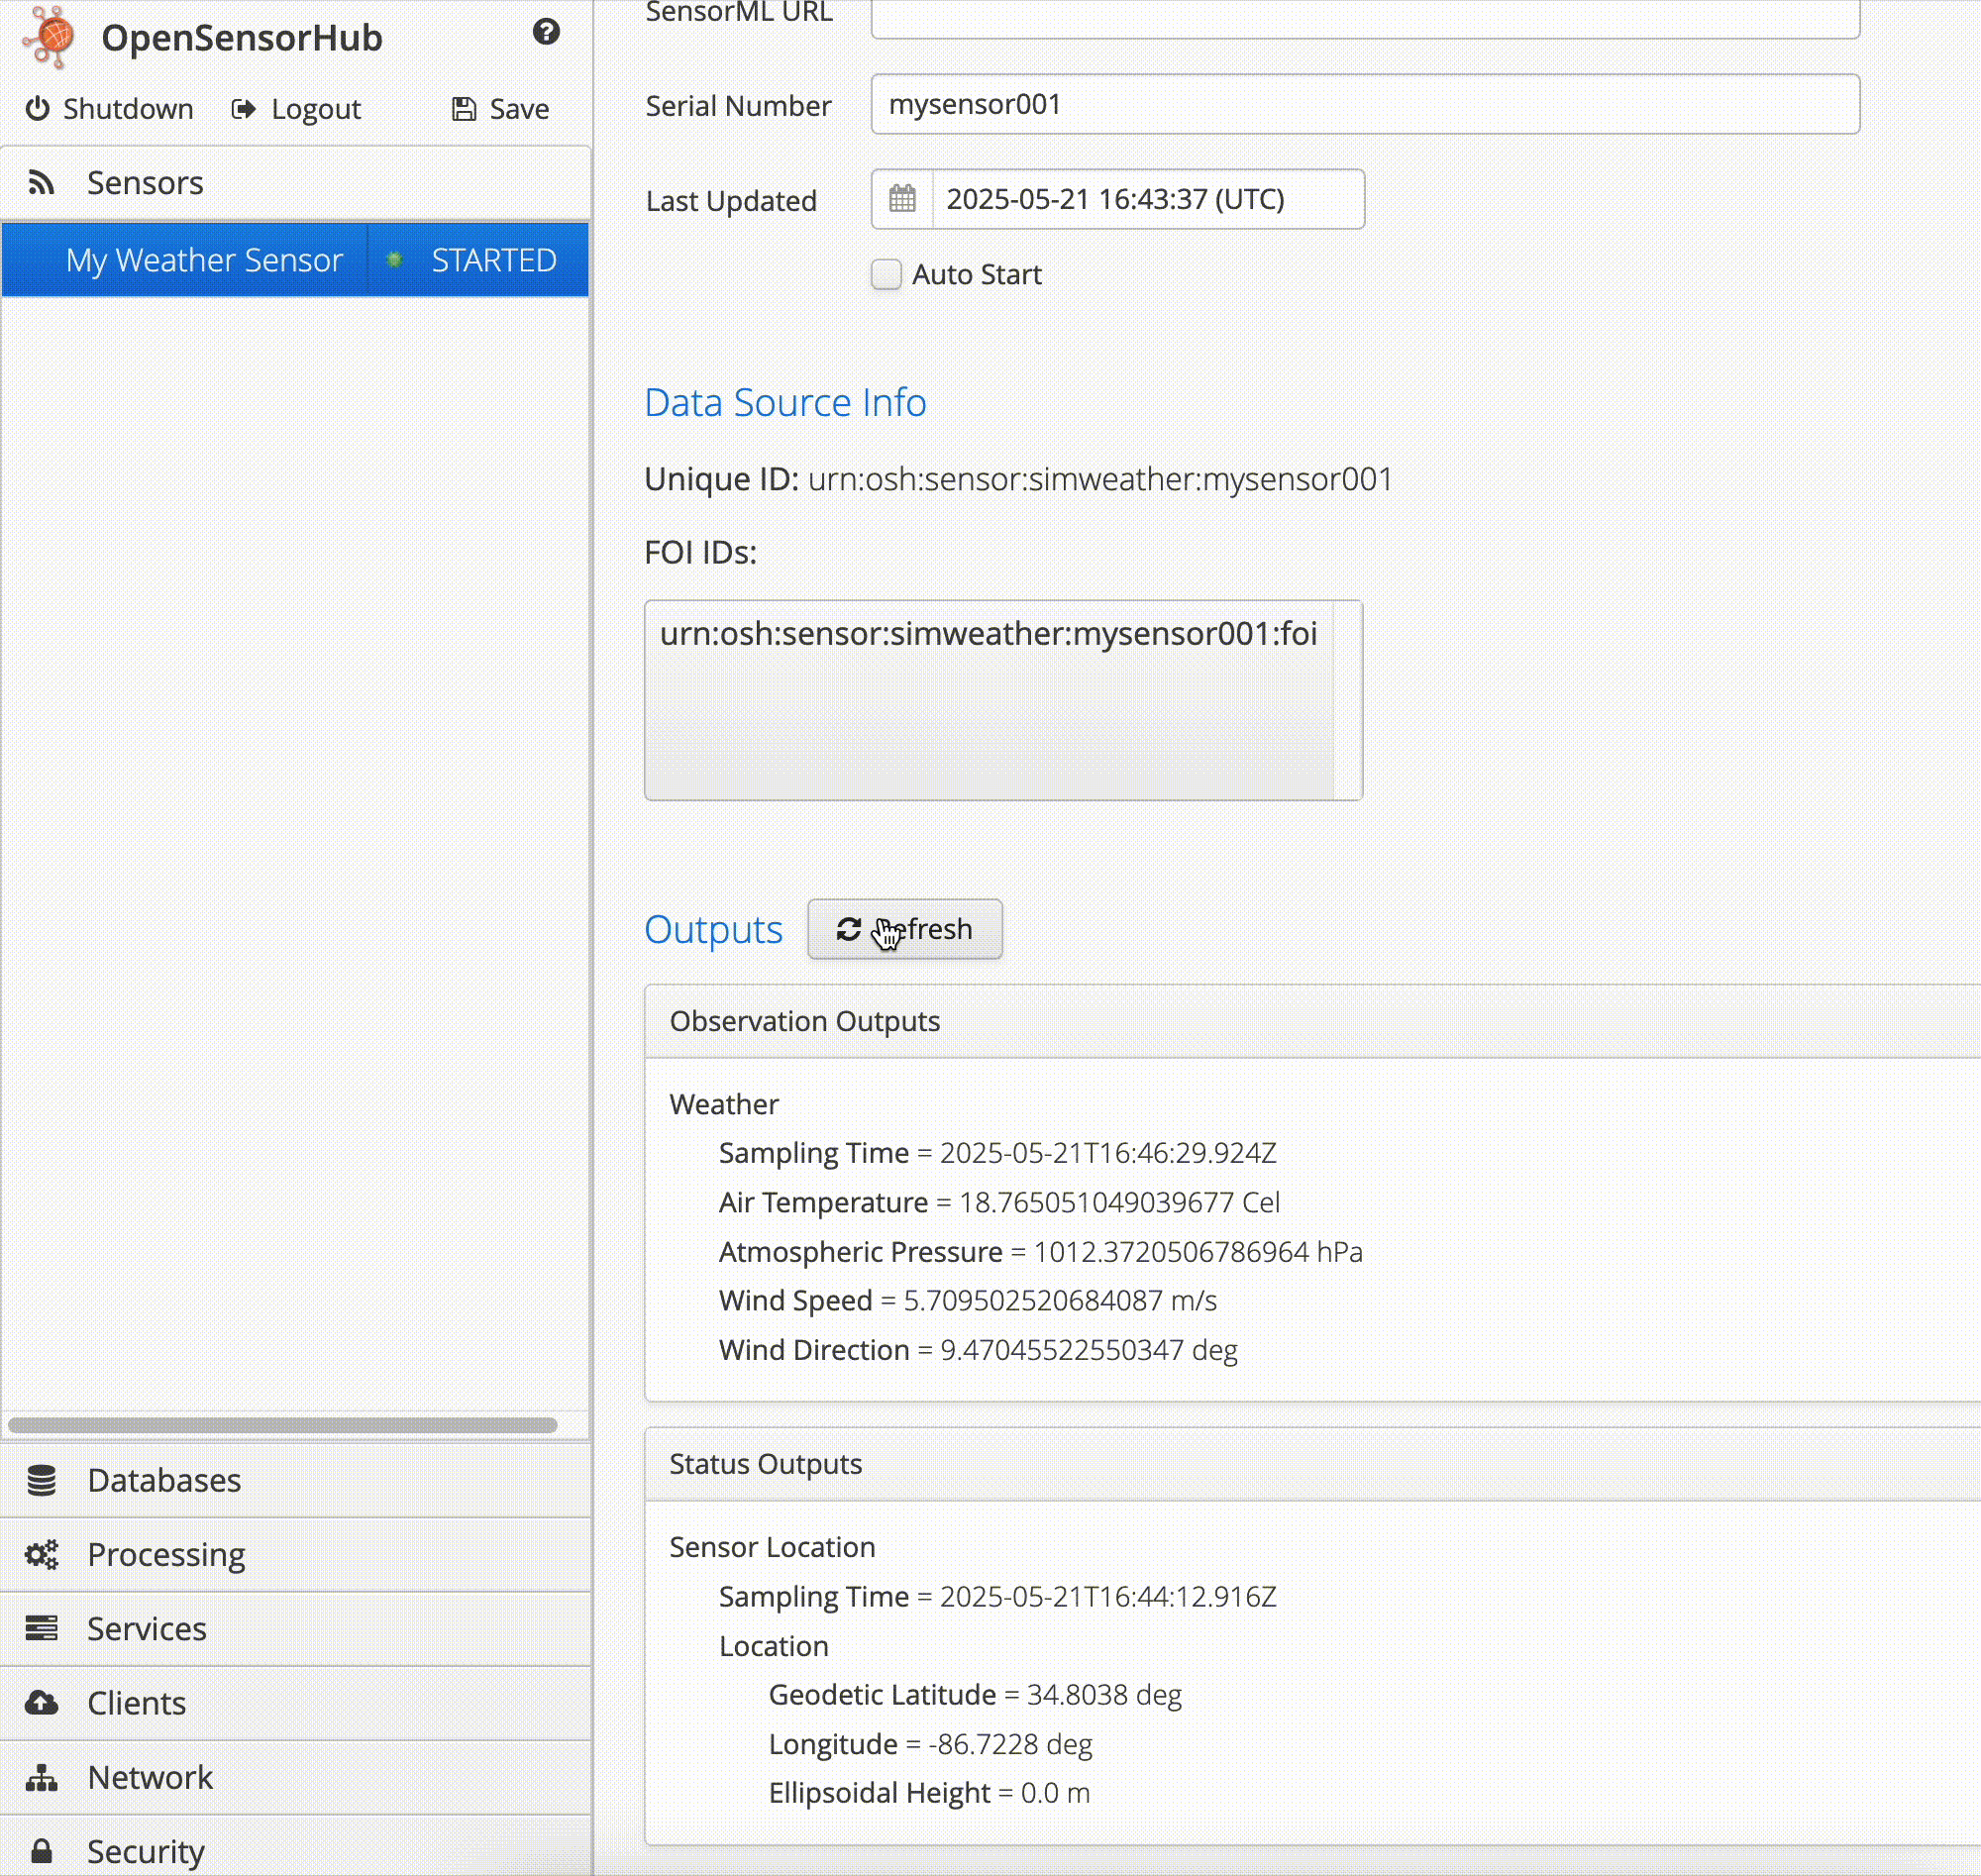 OpenSensorHub
Shutdown Logout Save
Sensors
My Weather Sensor STARTED
Databases
Processing
Services
Clients
Network
Security
SensorML URL
Serial Number mysensor001
Last Updated 2025-05-21 16:43:37 (UTC)
Auto Start
Data Source Info
Unique ID: urn:osh:sensor:simweather:mysensor001
FOI IDs:
urn:osh:sensor:simweather:mysensor001:foi
Outputs Refresh
Observation Outputs
Weather
Sampling Time = 2025-05-21T16:46:29.924Z
Air Temperature = 18.765051049039677 Cel
Atmospheric Pressure = 1012.3720506786964 hPa
Wind Speed = 5.709502520684087 m/s
Wind Direction = 9.47045522550347 deg
Status Outputs
Sensor Location
Sampling Time = 2025-05-21T16:44:12.916Z
Location
Geodetic Latitude = 34.8038 deg
Longitude = -86.7228 deg
Ellipsoidal Height = 0.0 m